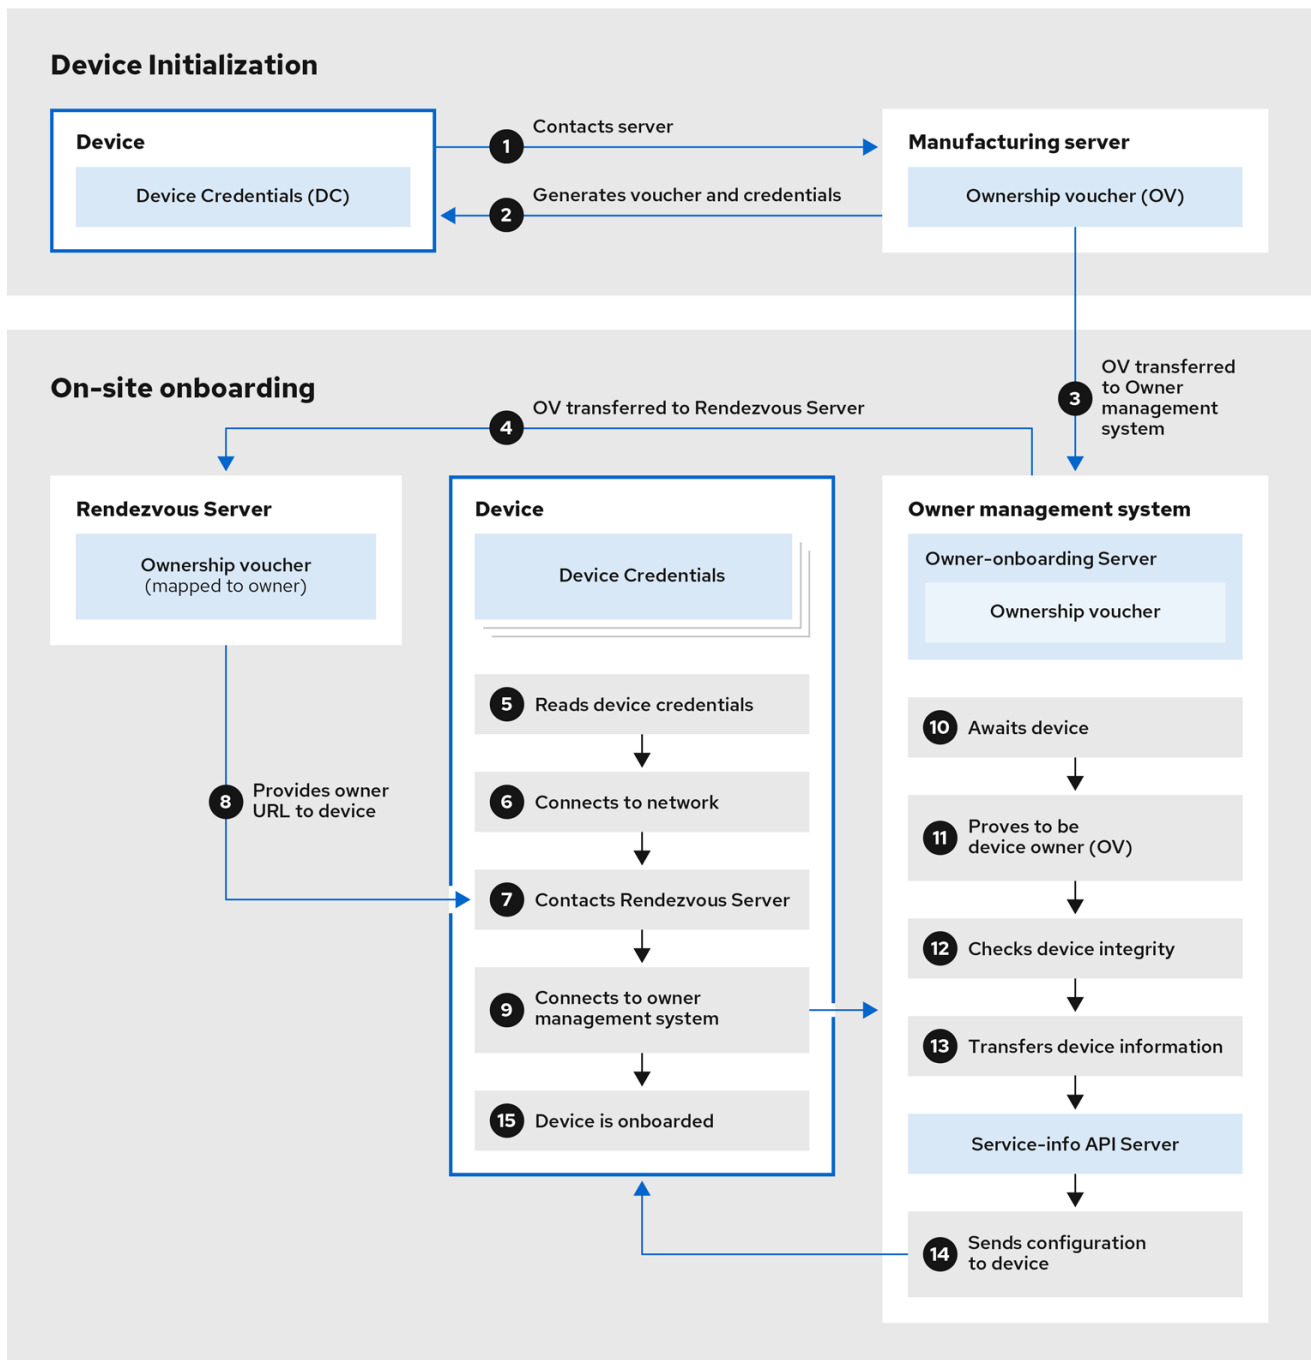 Device Initialization
Device
Device Credentials (DC)
1
Contacts server
2
Generates voucher and credentials
Manufacturing server
Ownership voucher (OV)
On-site onboarding
3
OV transferred
to Owner
management
system
4
OV transferred to Rendezvous Server
Rendezvous Server
Ownership voucher
(mapped to owner)
8
Provides owner
URL to device
Device
Device Credentials
5 Reads device credentials
6 Connects to network
7 Contacts Rendezvous Server
9
Connects to owner
management system
15 Device is onboarded
Owner management system
Owner-onboarding Server
Ownership voucher
10 Awaits device
11
Proves to be
device owner (OV)
12 Checks device integrity
13 Transfers device information
Service-info API Server
14
Sends configuration
to device